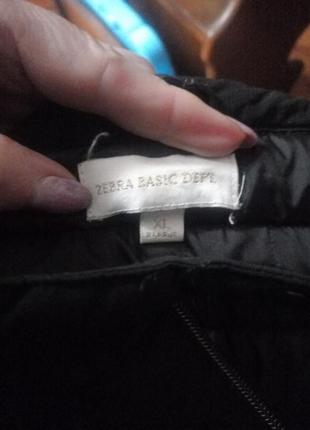 ZEBRA BASIC DEPT.
XL